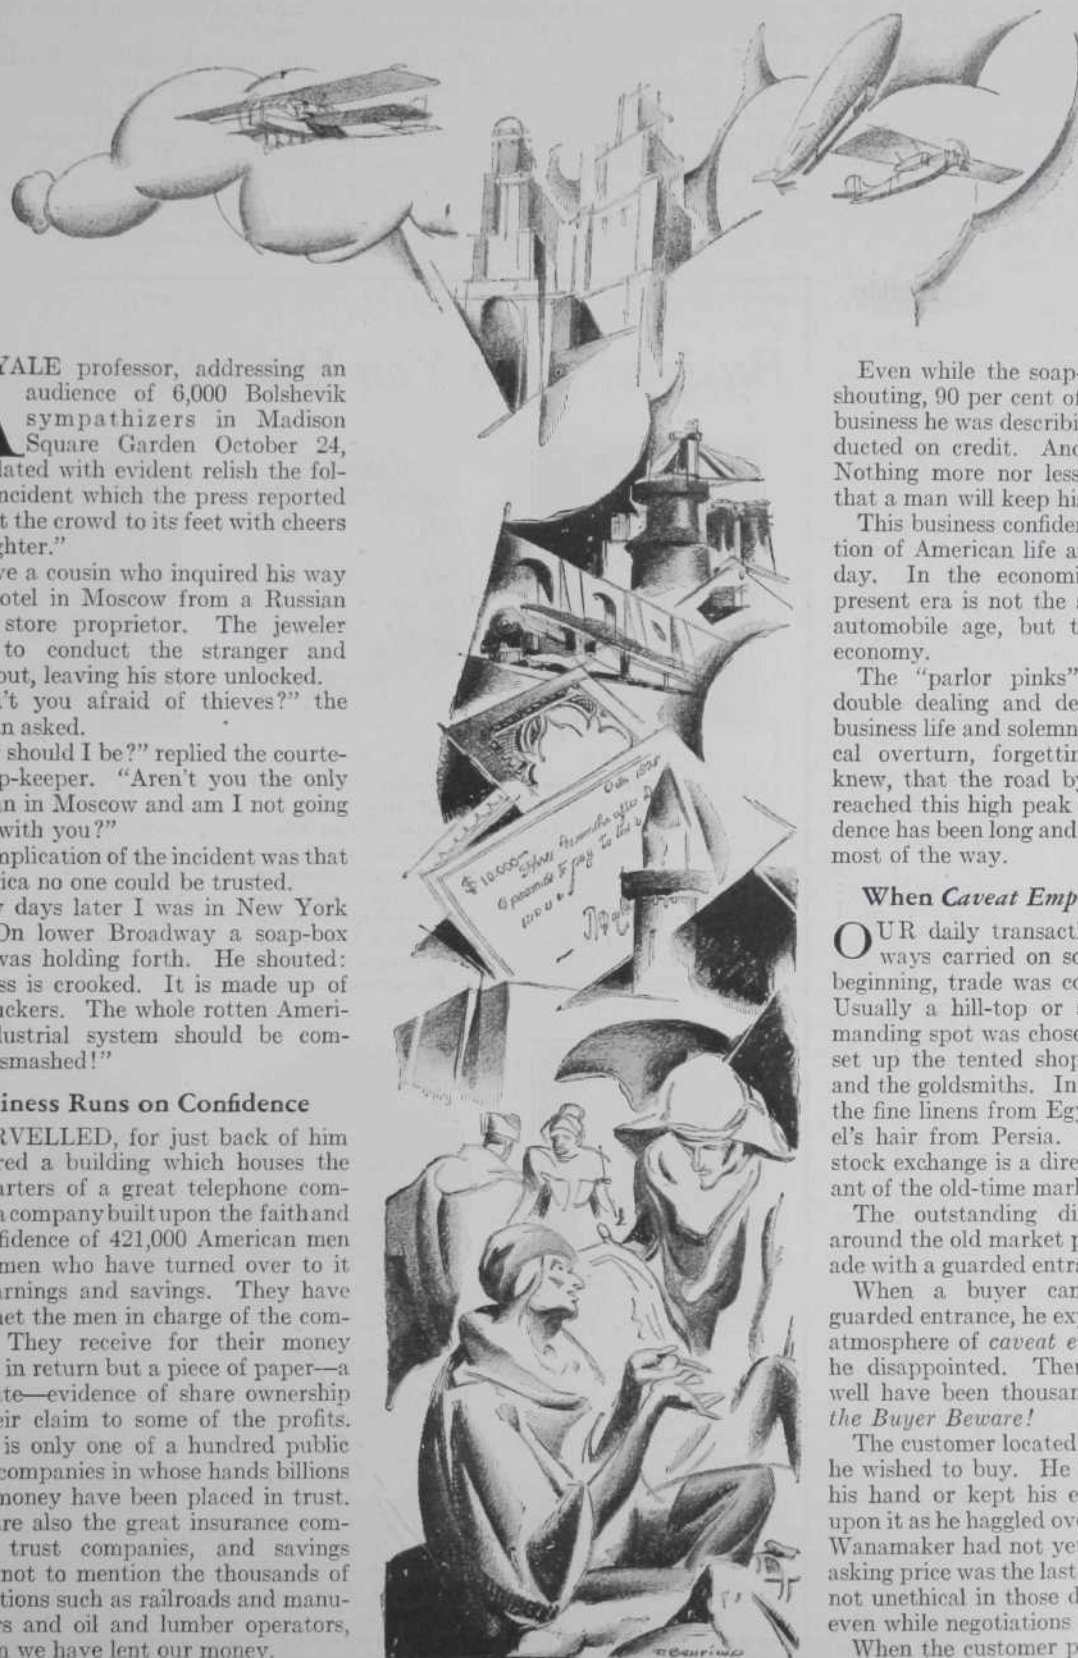 YALE professor, addressing an
audience of 6,000 Bolshevik
sympathizers in Madison
Square Garden October 24,
lated with evident relish the fol-
ncident which the press reported
t the crowd to its feet with cheers
ghter."
ve a cousin who inquired his way
otel in Moscow from a Russian
store proprietor. The jeweler
to conduct the stranger and
out, leaving his store unlocked.
't you afraid of thieves?" the
n asked.
should I be?" replied the courte-
p-keeper. "Aren't you the only
an in Moscow and am I not going
with you?"
mplication of the incident was that
ica no one could be trusted.
days later I was in New York
On lower Broadway a soap-box
was holding forth. He shouted:
ss is crooked. It is made up of
uckers. The whole rotten Ameri-
dustrial system should be com-
smashed!"
iness Runs on Confidence
RVELLED, for just back of him
red a building which houses the
arters of a great telephone com-
a company built upon the faith and
fidence of 421,000 American men
men who have turned over to it
arnings and savings. They have
et the men in charge of the com-
They receive for their money
in return but a piece of paper—a
te—evidence of share ownership
eir claim to some of the profits.
is only one of a hundred public
companies in whose hands billions
money have been placed in trust.
are also the great insurance com-
trust companies, and savings
not to mention the thousands of
tions such as railroads and manu-
rs and oil and lumber operators,
m we have lent our money.
$10.000
months after
promise to pay to the
Even while the soap-
shouting, 90 per cent of
business he was describi
ducted on credit. And
Nothing more nor less
that a man will keep his
This business confiden
tion of American life a
day. In the economi
present era is not the
automobile age, but t
economy.
The "parlor pinks"
double dealing and de
business life and solemn
cal overturn, forgettin
knew, that the road by
reached this high peak
dence has been long and
most of the way.
When Caveat Emp
OUR daily transacti
ways carried on so
beginning, trade was co
Usually a hill-top or
manding spot was chose
set up the tented shop
and the goldsmiths. In
the fine linens from Egy
el's hair from Persia.
stock exchange is a dire
ant of the old-time mark
The outstanding di
around the old market p
ade with a guarded entra
When a buyer cam
guarded entrance, he exp
atmosphere of caveat e
he disappointed. Ther
well have been thousan
the Buyer Beware!
The customer located
he wished to buy. He
his hand or kept his e
upon it as he haggled ov
Wanamaker had not ye
asking price was the last
not unethical in those d
even while negotiations
When the customer p